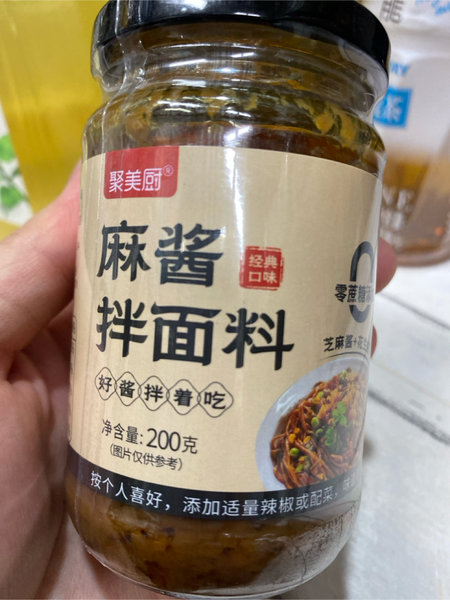 聚美厨®
麻酱
拌面料
经典
口味
零蔗糖
芝麻酱+花生
好酱拌着吃
净含量: 200克
(图片仅供参考)
按个人喜好，添加适量辣椒或配菜，